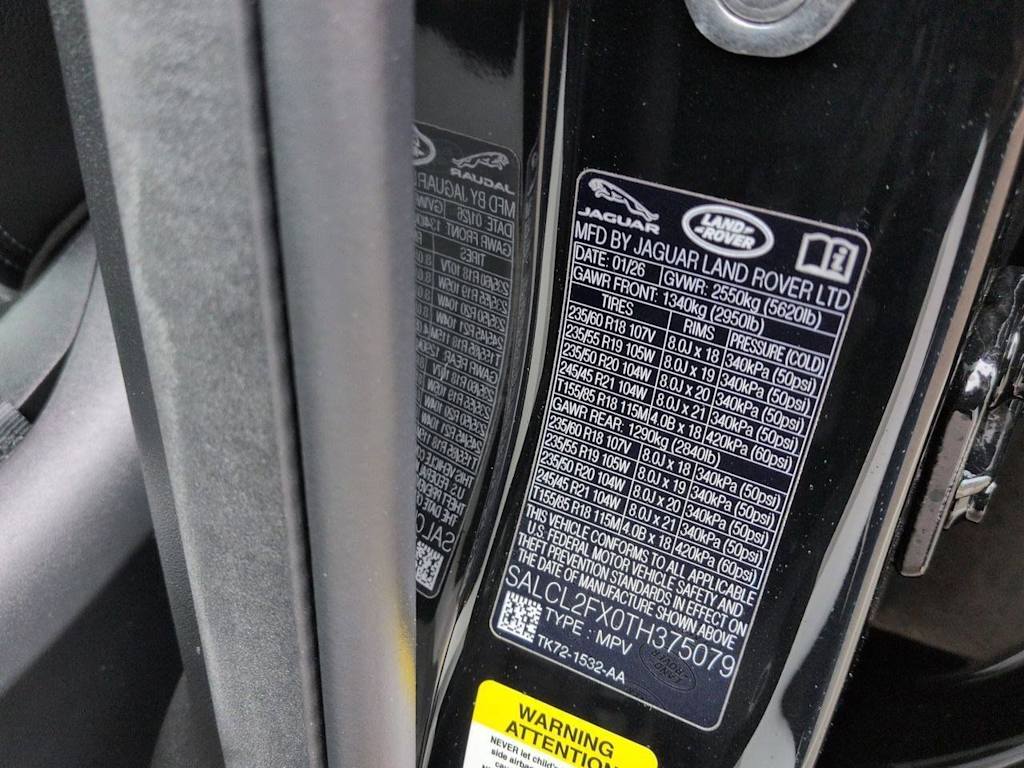 JAGUAR
LAND ROVER
MFD BY JAGUAR LAND ROVER LTD
DATE: 01/26 GVWR: 2550kg (5620lb)
GAWR FRONT: 1340kg (2950lb)
TIRES RIMS PRESSURE (COLD)
235/60 R18 107V 8.0J x 18 340kPa (50psi)
235/55 R19 105W 8.0J x 19 340kPa (50psi)
235/50 R20 104W 8.0J x 20 340kPa (50psi)
245/45 R21 104W 8.0J x 21 340kPa (50psi)
T155/85 R18 115M 4.0B x 18 420kPa (60psi)
GAWR REAR: 1290kg (2840lb)
235/60 R18 107V 8.0J x 18 340kPa (50psi)
235/55 R19 105W 8.0J x 19 340kPa (50psi)
235/50 R20 104W 8.0J x 20 340kPa (50psi)
245/45 R21 104W 8.0J x 21 340kPa (50psi)
T155/85 R18 115M 4.0B x 18 420kPa (60psi)
THIS VEHICLE CONFORMS TO ALL APPLICABLE
U.S. FEDERAL MOTOR VEHICLE SAFETY AND
THEFT PREVENTION STANDARDS IN EFFECT ON
THE DATE OF MANUFACTURE SHOWN ABOVE
SALCL2FX0TH375079
TYPE : MPV
TK72-1532-AA
WARNING
ATTENTION
NEVER let child
side airba